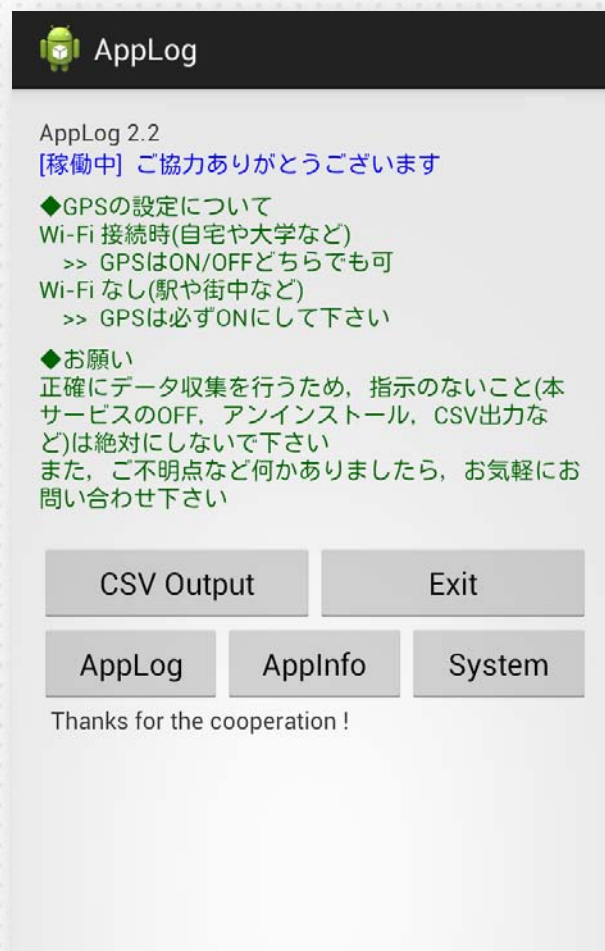 AppLog
AppLog 2.2
[稼働中] ご協力ありがとうございます
◆GPSの設定について
Wi-Fi 接続時(自宅や大学など)
>> GPSはON/OFFどちらでも可
Wi-Fi なし(駅や街中など)
>> GPSは必ずONにして下さい
◆お願い
正確にデータ収集を行うため，指示のないこと(本
サービスのOFF，アンインストール，CSV出力な
ど)は絶対にしないで下さい
また，ご不明点など何かありましたら，お気軽にお
問い合わせ下さい
CSV Output Exit
AppLog AppInfo System
Thanks for the cooperation !